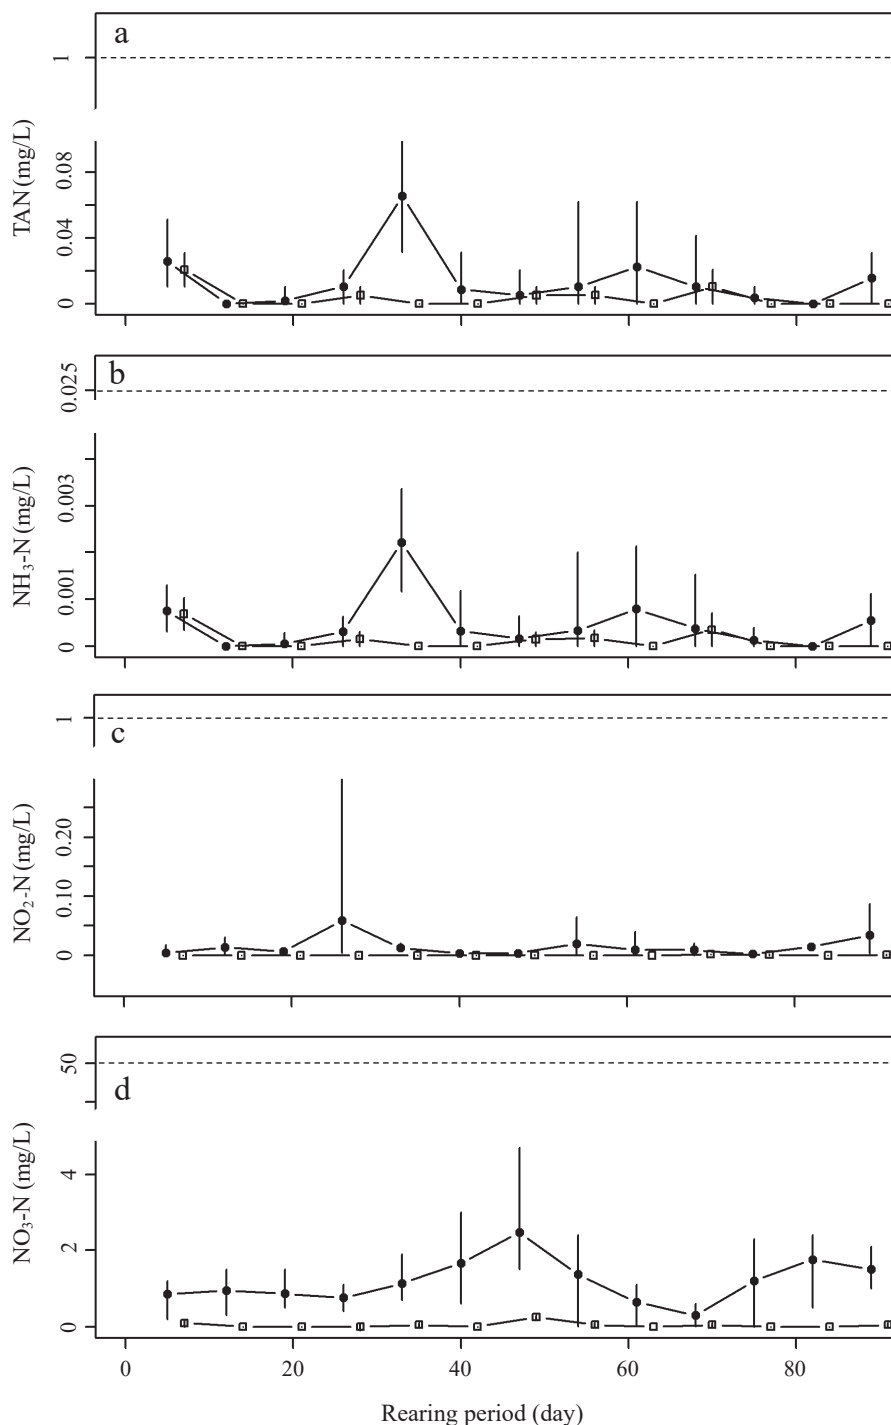 a
1
TAN (mg/L)
0.08
0.04
0
b
0.025
NH₃-N (mg/L)
0.003
0.001
0
c
1
NO₂-N (mg/L)
0.20
0.10
0
d
50
NO₃-N (mg/L)
4
2
0
0 20 40 60 80
Rearing period (day)